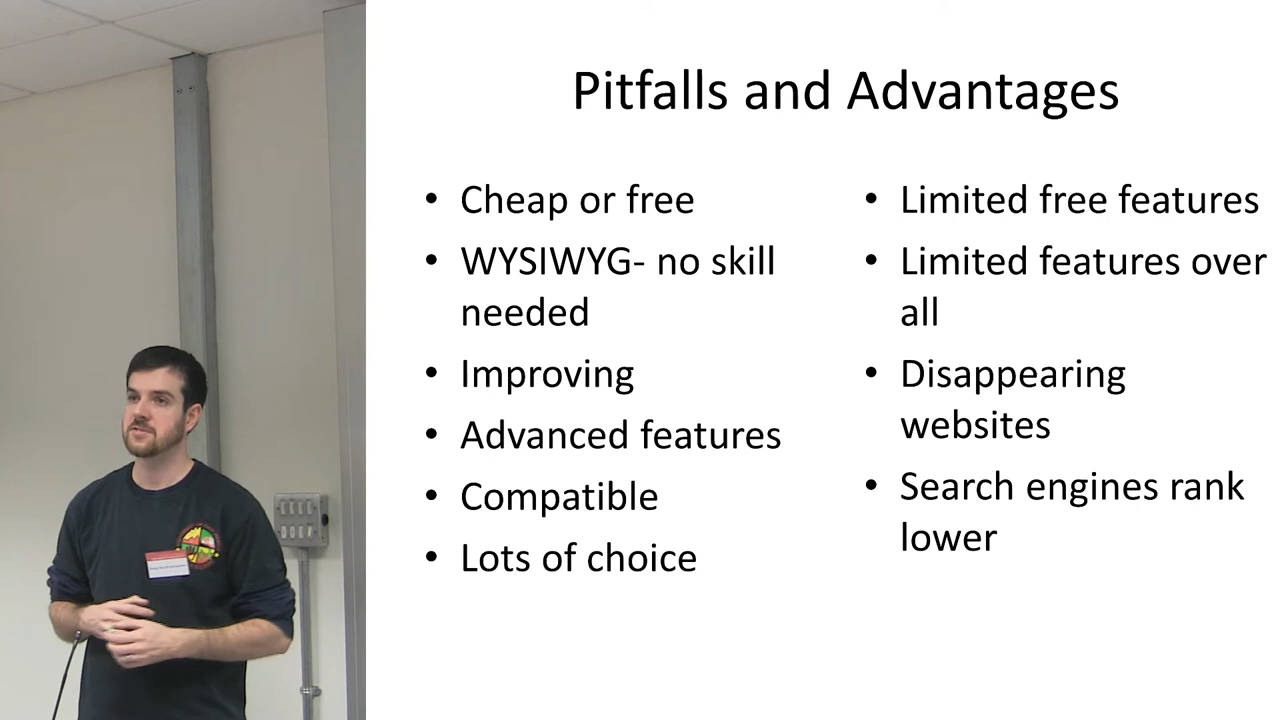 Pitfalls and Advantages
• Cheap or free
• WYSIWYG- no skill
needed
• Improving
• Advanced features
• Compatible
• Lots of choice
• Limited free features
• Limited features over
all
• Disappearing
websites
• Search engines rank
lower